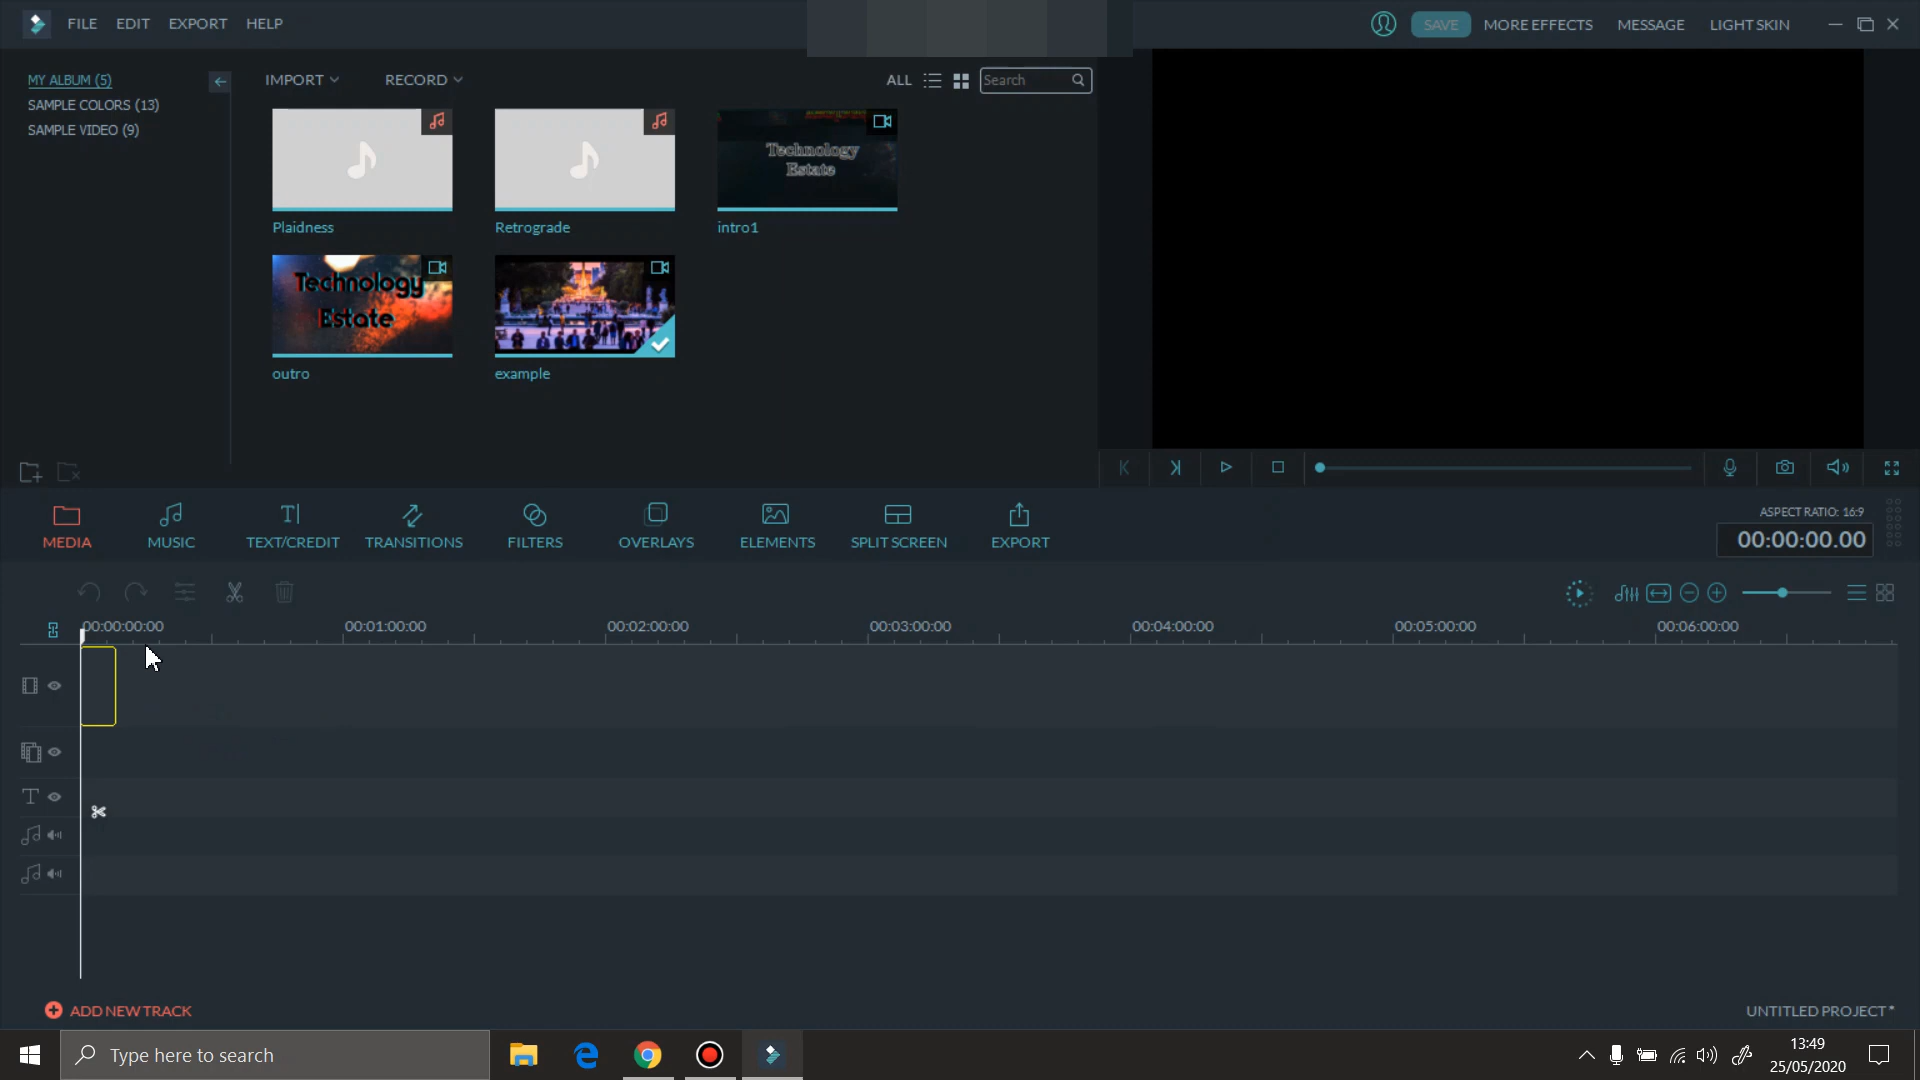 FILE EDIT EXPORT HELP
SAVE MORE EFFECTS MESSAGE LIGHT SKIN
MY ALBUM (5)
SAMPLE COLORS (13)
SAMPLE VIDEO (9)
IMPORT RECORD ALL Search
Technology
Estate
Plaidness Retrograde intro1
Technology
Estate
outro example
MEDIA MUSIC TEXT/CREDIT TRANSITIONS FILTERS OVERLAYS ELEMENTS SPLIT SCREEN EXPORT
ASPECT RATIO: 16:9
00:00:00.00
00:00:00:00 00:01:00:00 00:02:00:00 00:03:00:00 00:04:00:00 00:05:00:00 00:06:00:00
ADD NEW TRACK UNTITLED PROJECT *
Type here to search
13:49
25/05/2020